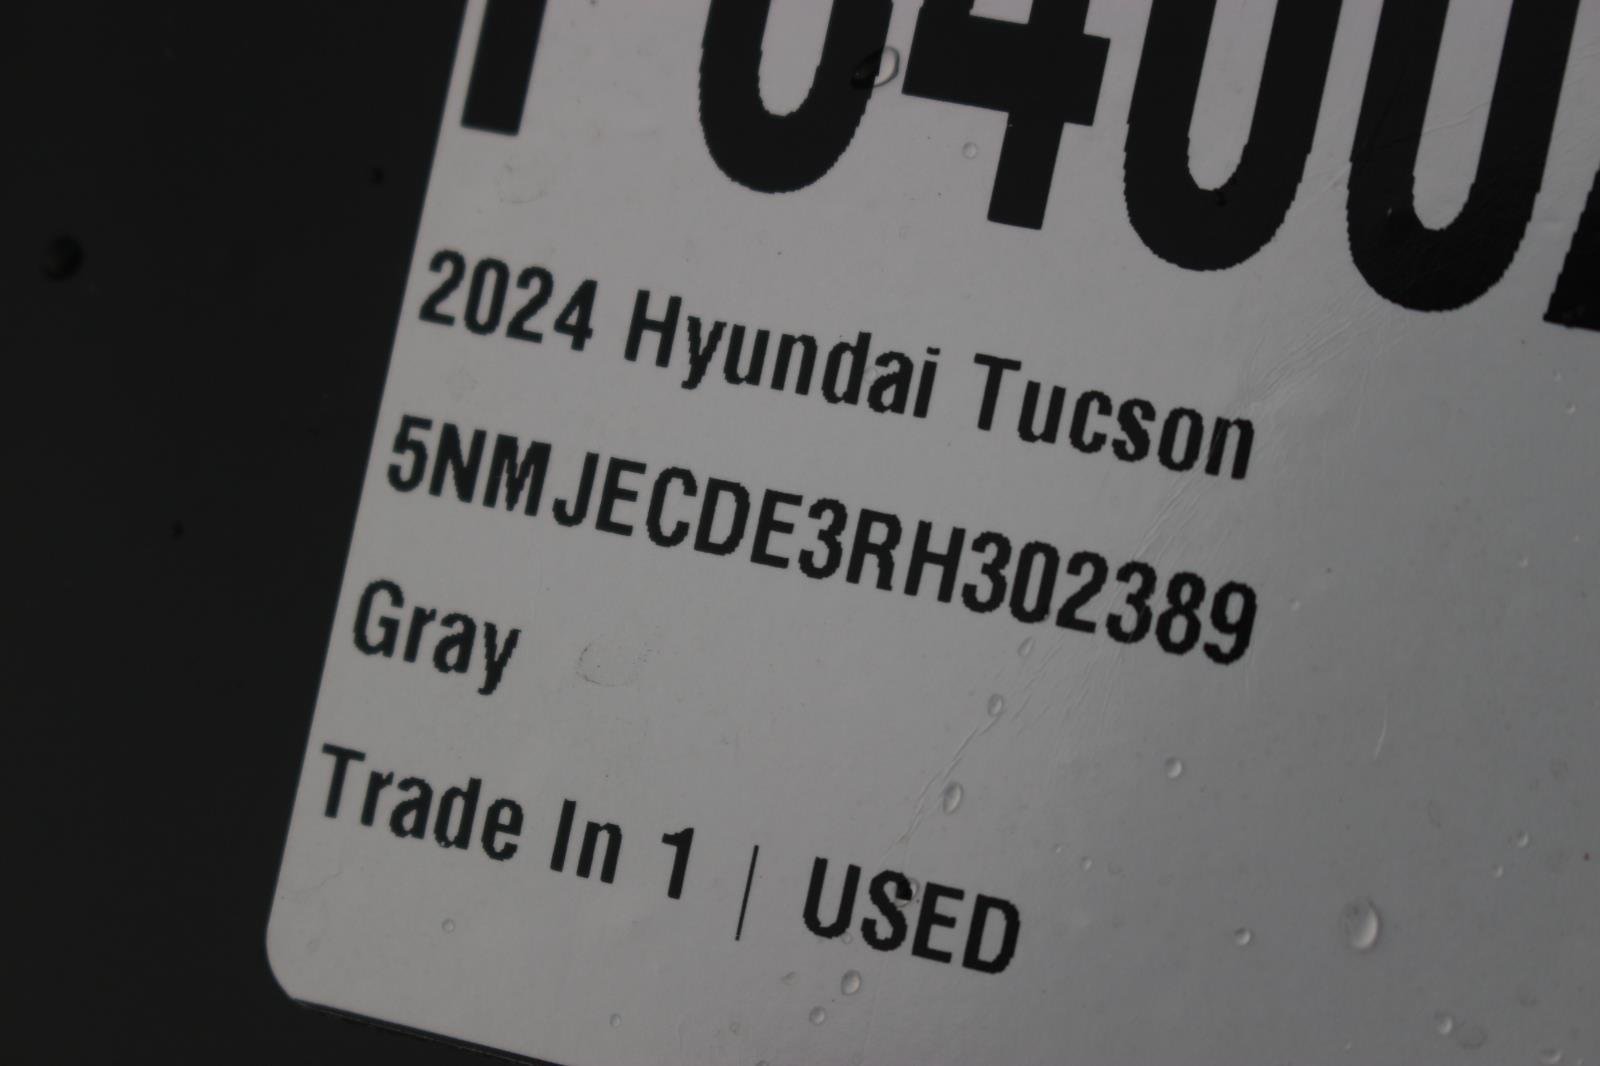 2024 Hyundai Tucson
5NMJECDE3RH302389
Gray
Trade In 1 | USED